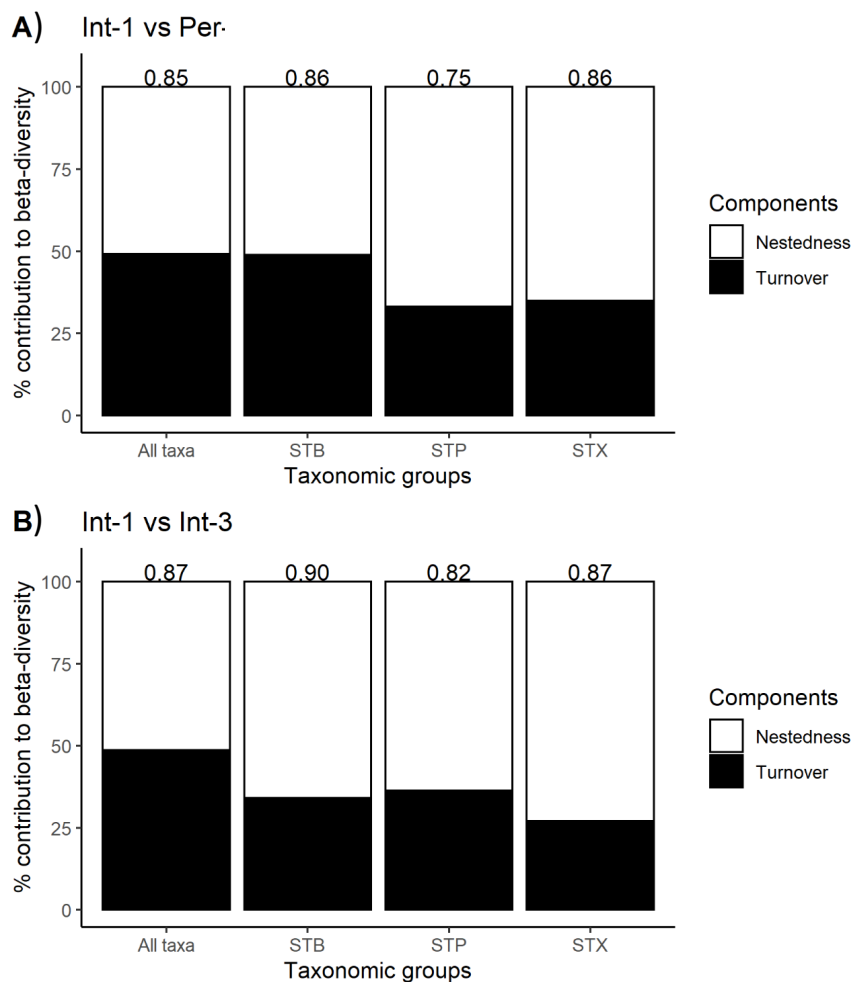 A) Int-1 vs Per-
0.85 0.86 0.75 0.86
100
75
50
25
0
% contribution to beta-diversity
All taxa STB STP STX
Taxonomic groups
Components
Nestedness
Turnover
B) Int-1 vs Int-3
0.87 0.90 0.82 0.87
100
75
50
25
0
% contribution to beta-diversity
All taxa STB STP STX
Taxonomic groups
Components
Nestedness
Turnover